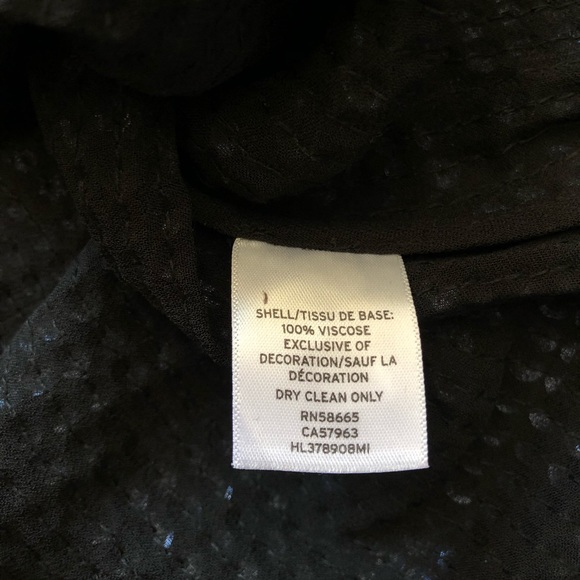 SHELL/TISSU DE BASE:
100% VISCOSE
EXCLUSIVE OF
DECORATION/SAUF LA
DÉCORATION
DRY CLEAN ONLY
RN58665
CA57963
HL378908MI